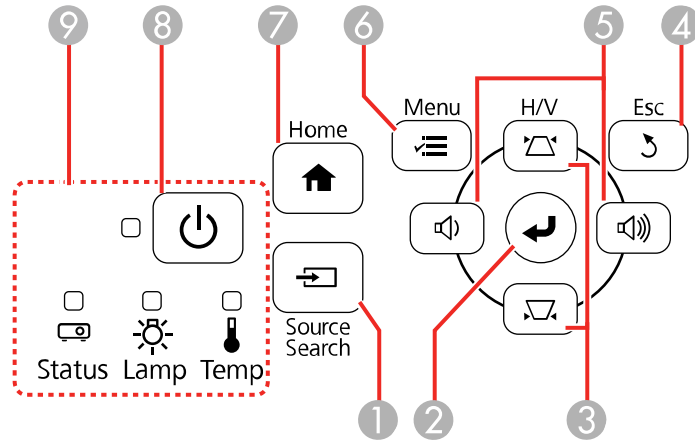 9 8 7 6 5 4
Menu H/V Esc
Home
Source
Search
Status Lamp Temp
1 2 3